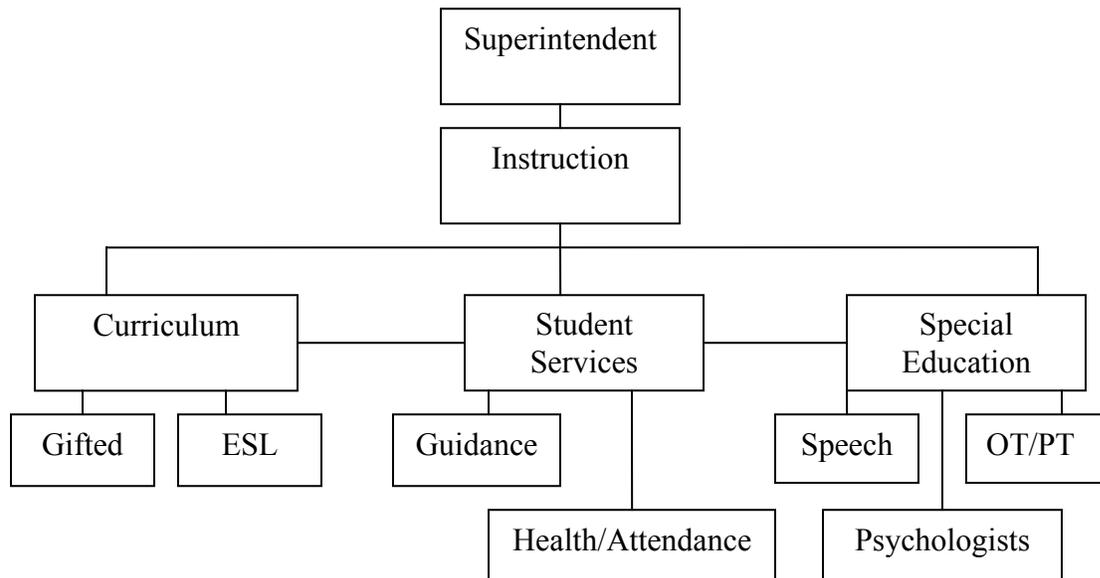 Superintendent
Instruction
Curriculum
Student
Services
Special
Education
Gifted
ESL
Guidance
Speech
OT/PT
Health/Attendance
Psychologists